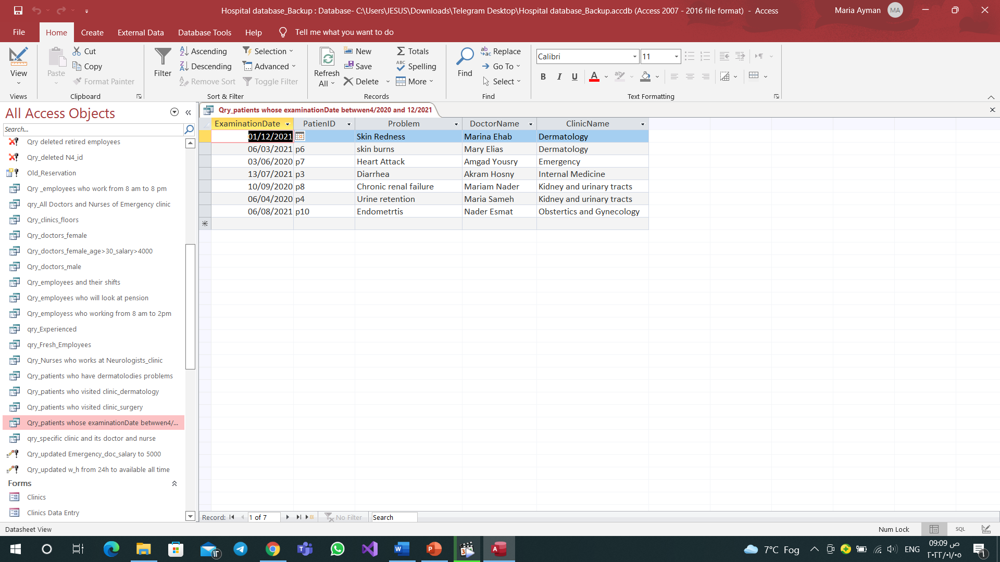 Hospital database_Backup : Database- C:\Users\JESUS\Downloads\Telegram Desktop\Hospital database_Backup.accdb (Access 2007 - 2016 file format) - Access
Maria Ayman MA
File Home Create External Data Database Tools Help Tell me what you want to do
View
Views
Paste
Cut
Copy
Format Painter
Clipboard
Filter
Ascending
Descending
Remove Sort
Selection
Advanced
Toggle Filter
Sort & Filter
Refresh
All
New
Save
Delete
Totals
Spelling
More
Records
Find
Replace
Go To
Select
Find
Calibri 11
B I U A
Text Formatting
All Access Objects
Search...
Qry deleted retired employees
Qry_deleted N4_id
Old_Reservation
Qry _employees who work from 8 am to 8 pm
qry_All Doctors and Nurses of Emergency clinic
Qry_clinics_floors
Qry_doctors_female
Qry_doctors_female_age>30_salary>4000
Qry_doctors_male
Qry_employees and their shifts
Qry_employees who will look at pension
Qry_employess who working from 8 am to 2pm
qry_Experienced
qry_Fresh_Employees
Qry_Nurses who works at Neurologists_clinic
Qry_patients who have dermatolodies problems
Qry_patients who visited clinic_dermatology
Qry_patients who visited clinic_surgery
Qry_patients whose examinationDate betwwen4/...
qry_specific clinic and its doctor and nurse
Qry_updated Emergency_doc_salary to 5000
Qry_updated w_h from 24h to available all time
Forms
Clinics
Clinics Data Entry
Qry_patients whose examinationDate betwwen4/2020 and 12/2021
ExaminationDate PatienID Problem DoctorName ClinicName
01/12/2021 Skin Redness Marina Ehab Dermatology
06/03/2021 p6 skin burns Mary Elias Dermatology
03/06/2020 p7 Heart Attack Amgad Yousry Emergency
13/07/2021 p3 Diarrhea Akram Hosny Internal Medicine
10/09/2020 p8 Chronic renal failure Mariam Nader Kidney and urinary tracts
06/04/2020 p4 Urine retention Maria Sameh Kidney and urinary tracts
06/08/2021 p10 Endometrtis Nader Esmat Obstertics and Gynecology
Record: 1 of 7 No Filter Search
Datasheet View
Num Lock SQL
١٣
7°C Fog
ENG
09:09 ص
٢٠٢٢/٠١/٠٥
١